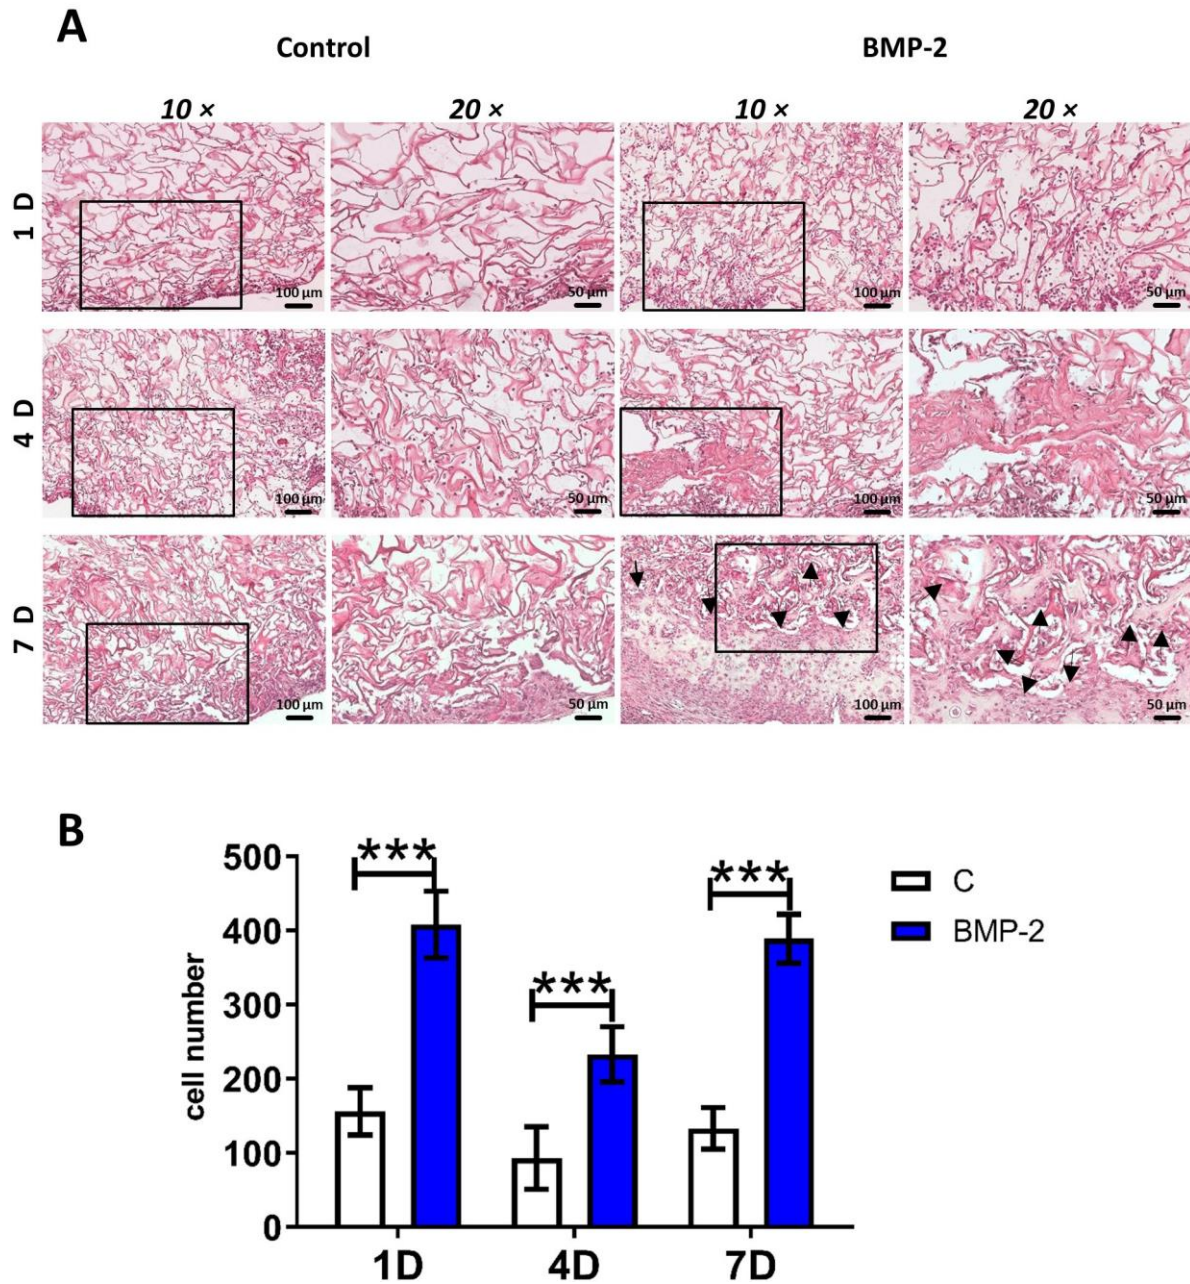 A
Control BMP-2
10 × 20 × 10 × 20 ×
1 D
100 µm 50 µm 100 µm 50 µm
4 D
100 µm 50 µm 100 µm 50 µm
7 D
100 µm 50 µm 100 µm 50 µm
B
***
***
***
500
400
300
200
100
0
cell number
1D 4D 7D
C
BMP-2